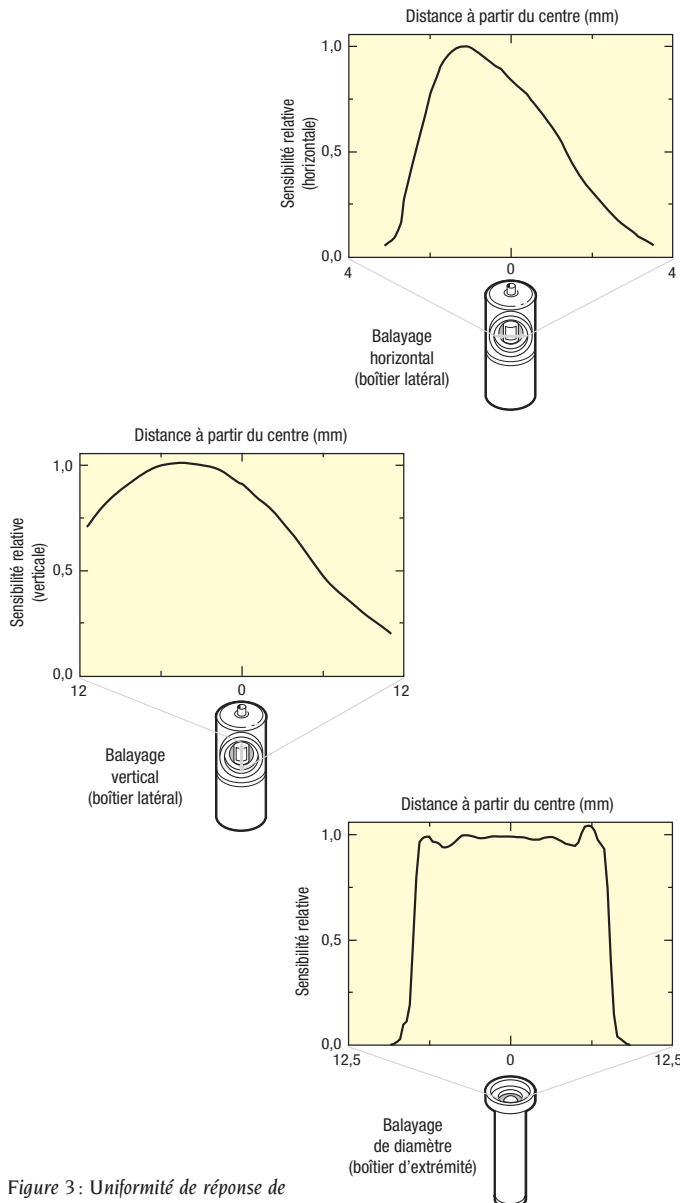 Distance à partir du centre (mm)
Sensibilité relative
(horizontale)
1,0
0,5
0,0
4
0
4
Balayage
horizontal
(boîtier latéral)
Distance à partir du centre (mm)
Sensibilité relative
(verticale)
1,0
0,5
0,0
12
0
12
Balayage
vertical
(boîtier latéral)
Distance à partir du centre (mm)
Sensibilité relative
1,0
0,5
0,0
12,5
0
12,5
Balayage
de diamètre
(boîtier d'extrémité)
Figure 3 : Uniformité de réponse de